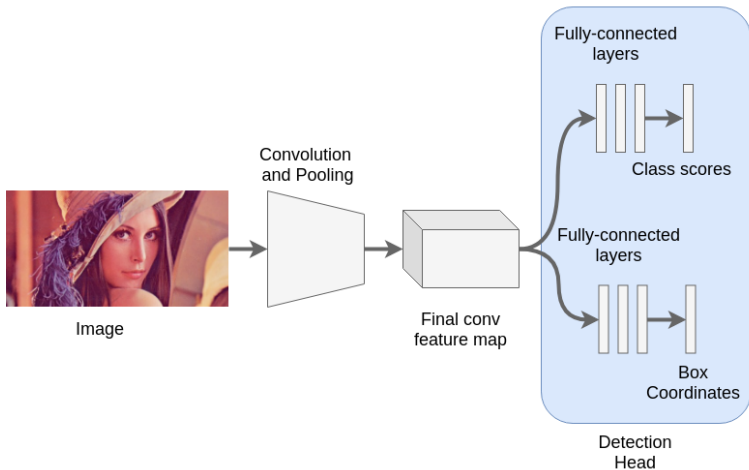 Fully-connected
layers
Convolution
and Pooling
Class scores
Fully-connected
layers
Image
Final conv
feature map
Box
Coordinates
Detection
Head